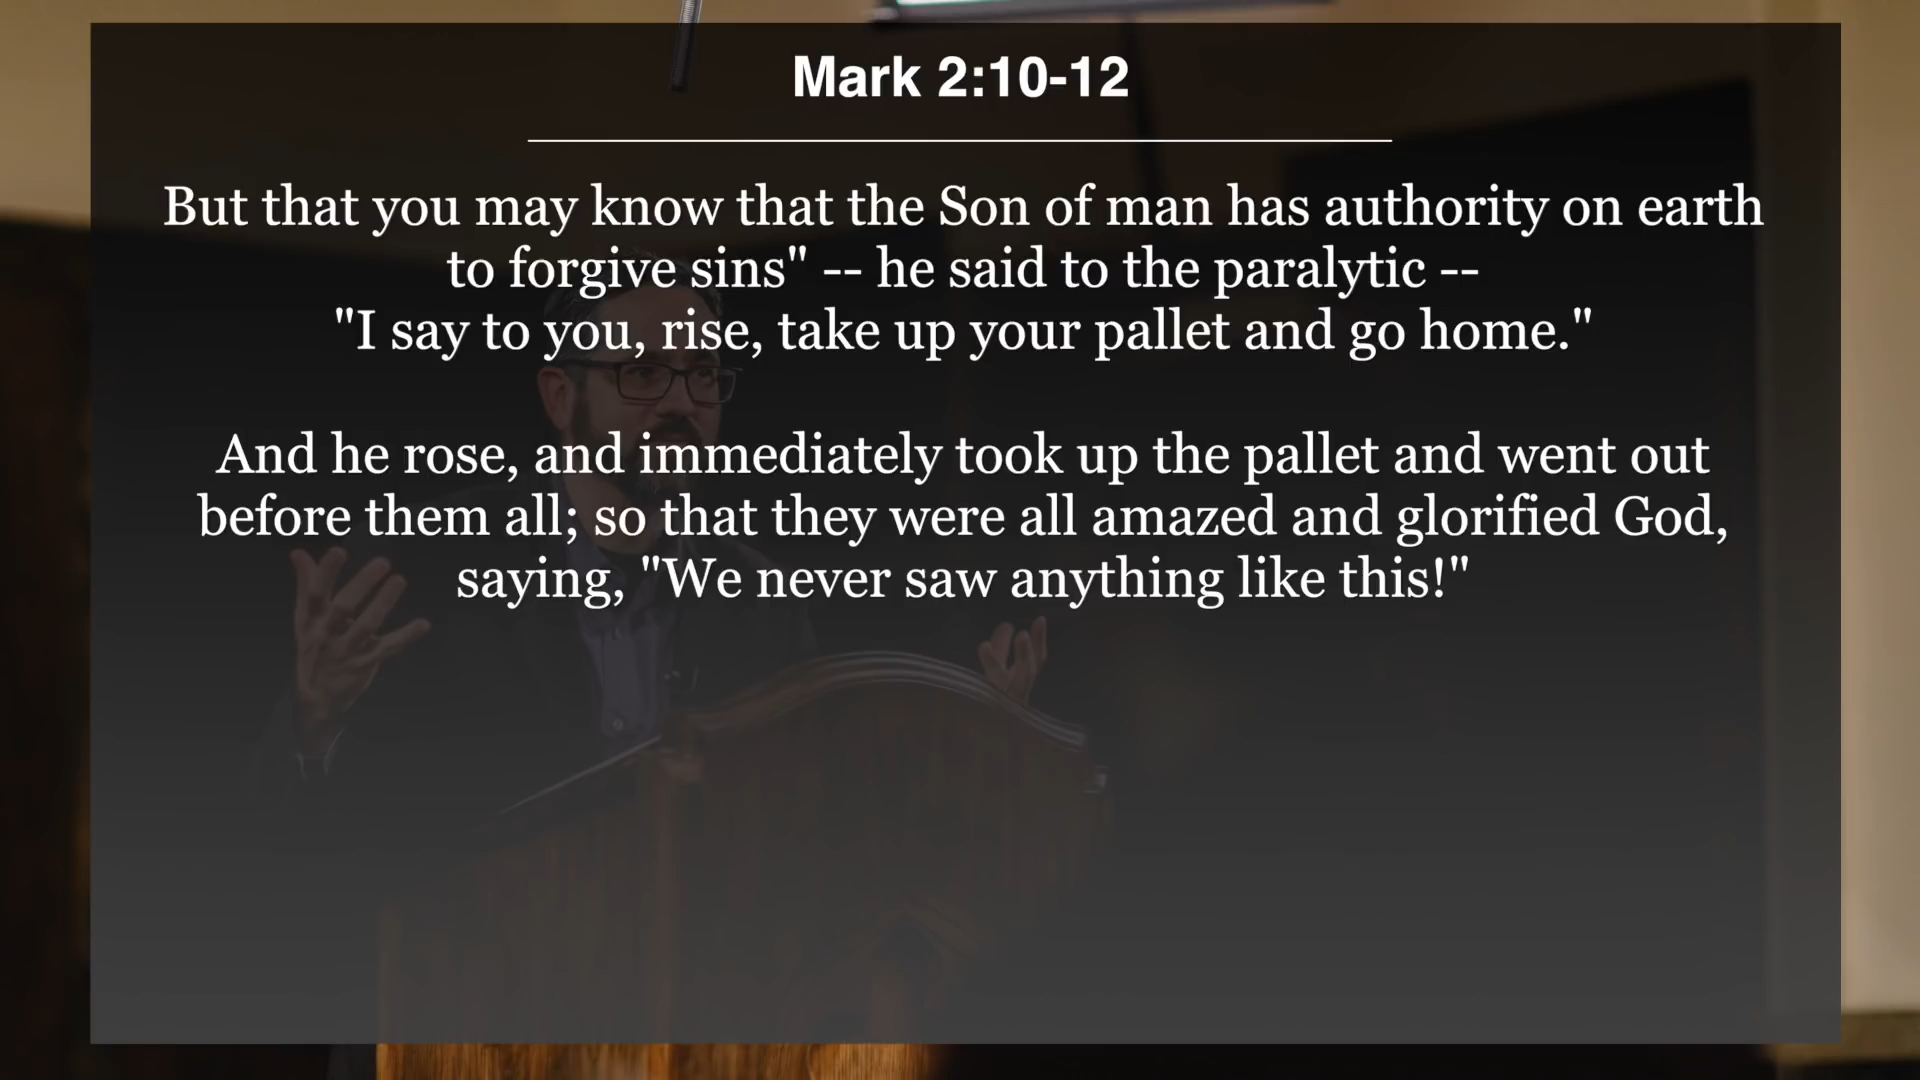 Mark 2:10-12
But that you may know that the Son of man has authority on earth
to forgive sins" -- he said to the paralytic --
"I say to you, rise, take up your pallet and go home."
And he rose, and immediately took up the pallet and went out
before them all; so that they were all amazed and glorified God,
saying, "We never saw anything like this!"